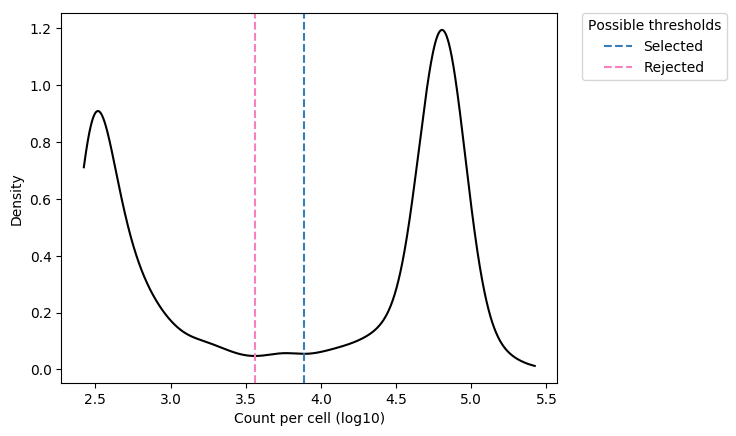 Possible thresholds
Selected
Rejected
1.2
1.0
0.8
0.6
0.4
0.2
0.0
Density
2.5 3.0 3.5 4.0 4.5 5.0 5.5
Count per cell (log10)